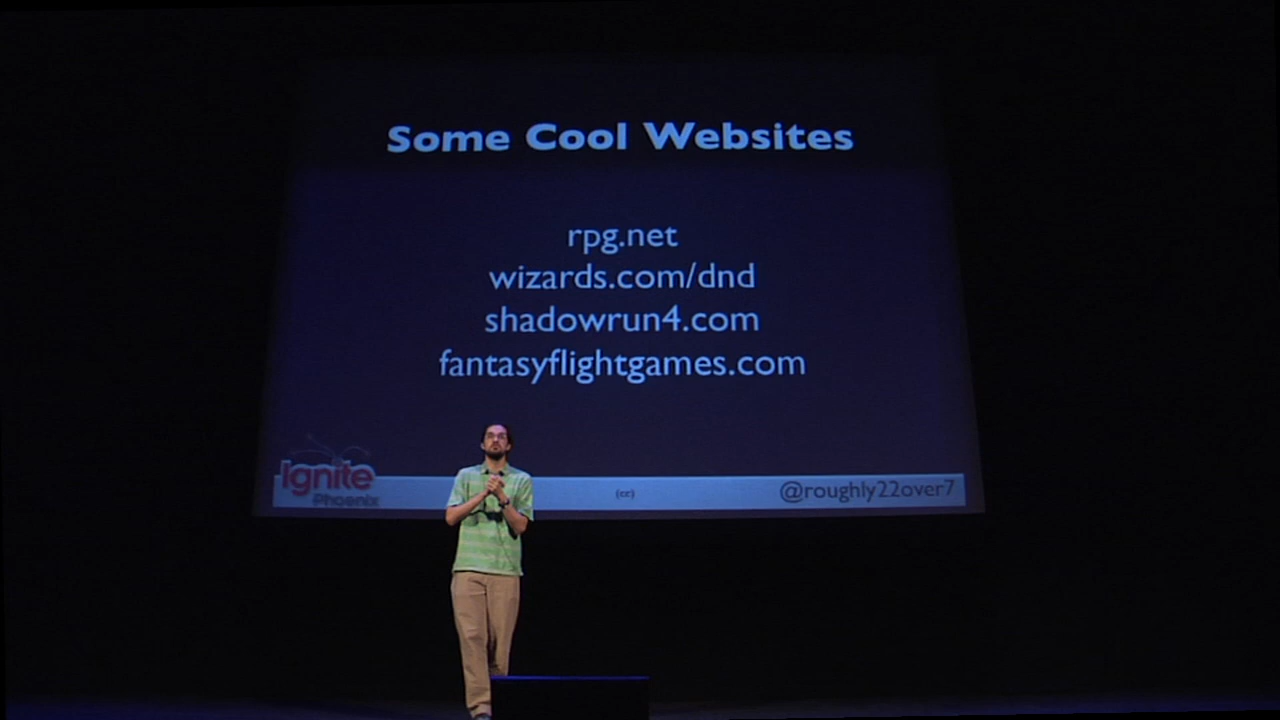 Some Cool Websites
rpg.net
wizards.com/dnd
shadowrun4.com
fantasyflightgames.com
Ignite
Phoenix
(cc)
@roughly22over7